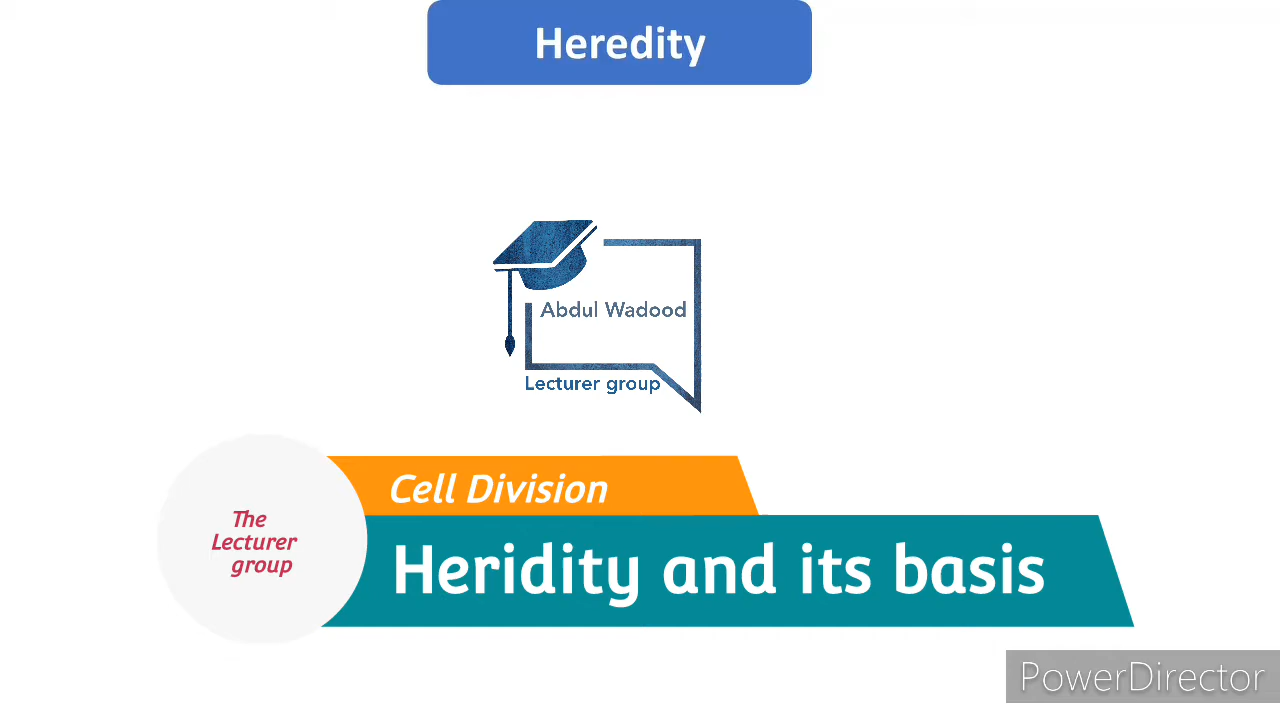 Heredity
Abdul Wadood
Lecturer group
Cell Division
The
Lecturer
group
Heridity and its basis
PowerDirector